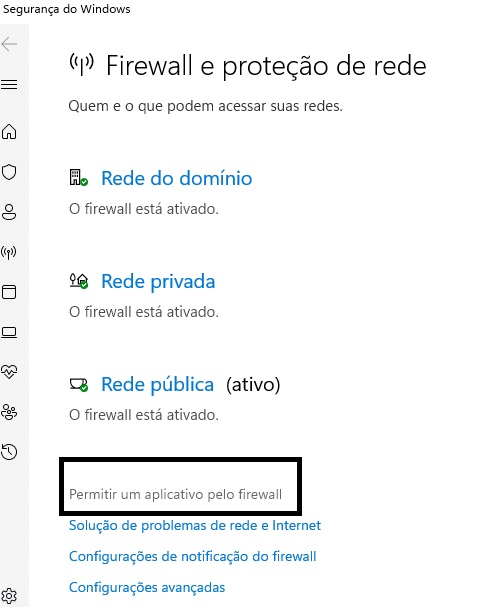 Segurança do Windows
Firewall e proteção de rede
Quem e o que podem acessar suas redes.
Rede do domínio
O firewall está ativado.
Rede privada
O firewall está ativado.
Rede pública (ativo)
O firewall está ativado.
Permitir um aplicativo pelo firewall
Solução de problemas de rede e Internet
Configurações de notificação do firewall
Configurações avançadas